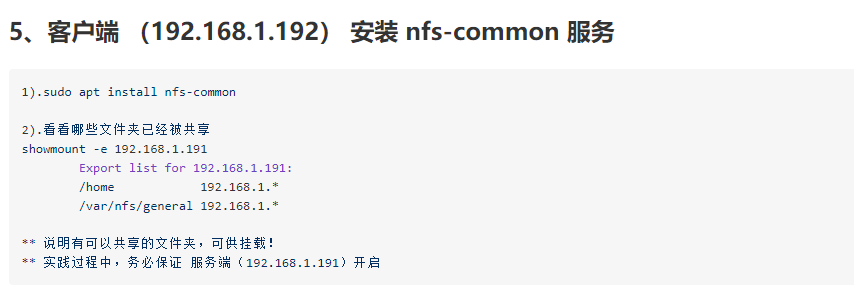 5、客户端 （192.168.1.192） 安装 nfs-common 服务
1).sudo apt install nfs-common
2).看看哪些文件夹已经被共享
showmount -e 192.168.1.191
Export list for 192.168.1.191:
/home            192.168.1.*
/var/nfs/general 192.168.1.*
** 说明有可以共享的文件夹，可供挂载！
** 实践过程中，务必保证 服务端（192.168.1.191）开启